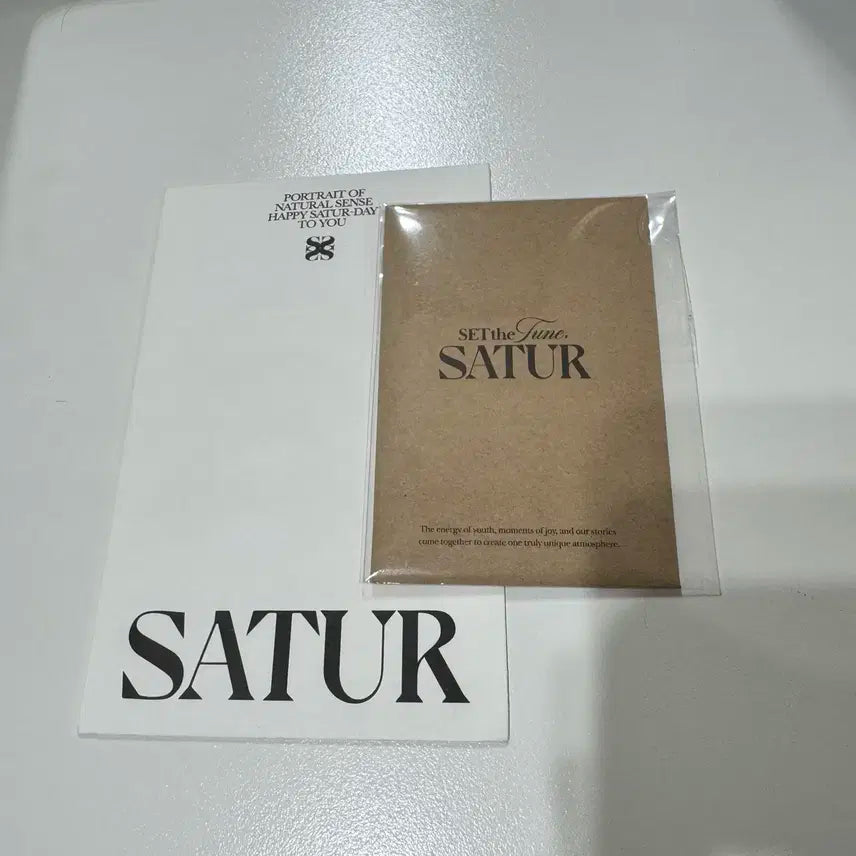 PORTRAIT OF
NATURAL SENSE
HAPPY SATUR-DAY
TO YOU
SATUR
SET the Tune,
SATUR
The energy of youth, moments of joy, and our stories
come together to create one truly unique atmosphere.